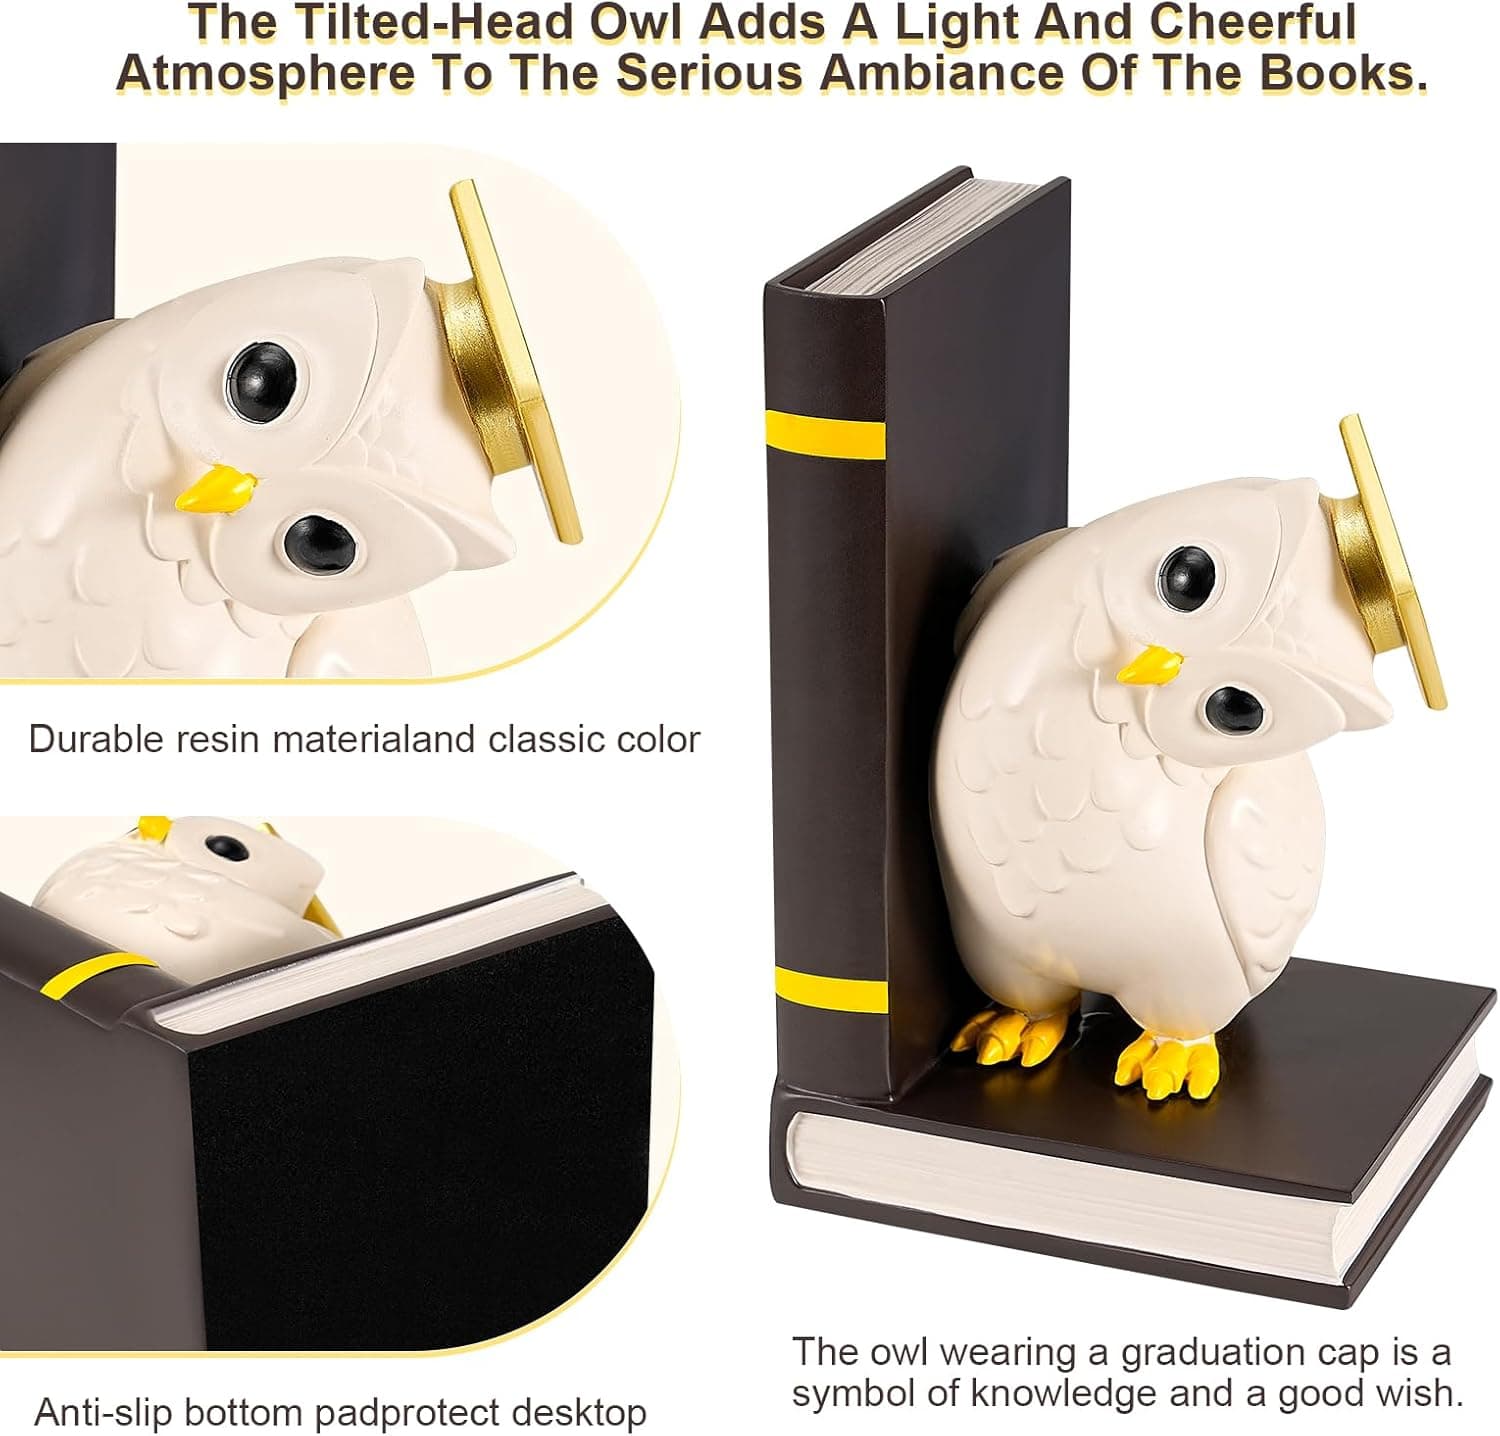 The Tilted-Head Owl Adds A Light And Cheerful
Atmosphere To The Serious Ambiance Of The Books.
Durable resin materialand classic color
Anti-slip bottom padprotect desktop
The owl wearing a graduation cap is a
symbol of knowledge and a good wish.